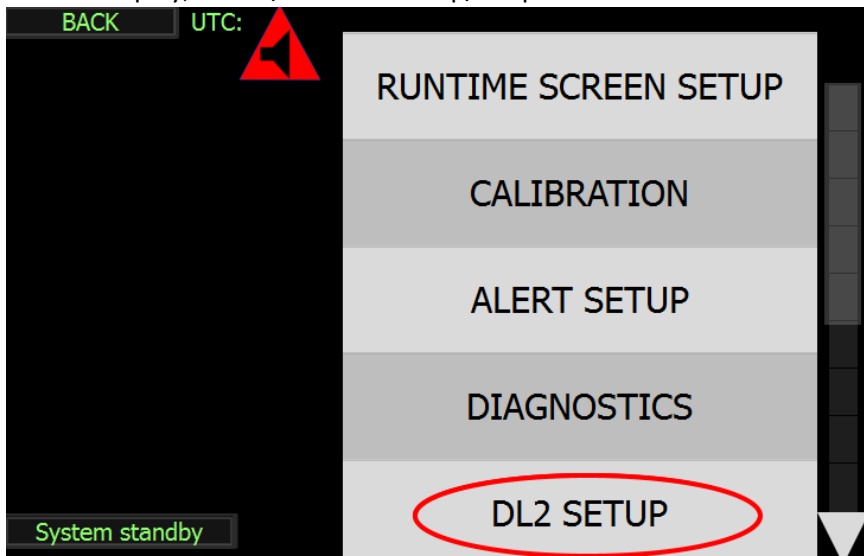 BACK
UTC:
RUNTIME SCREEN SETUP
CALIBRATION
ALERT SETUP
DIAGNOSTICS
DL2 SETUP
System standby